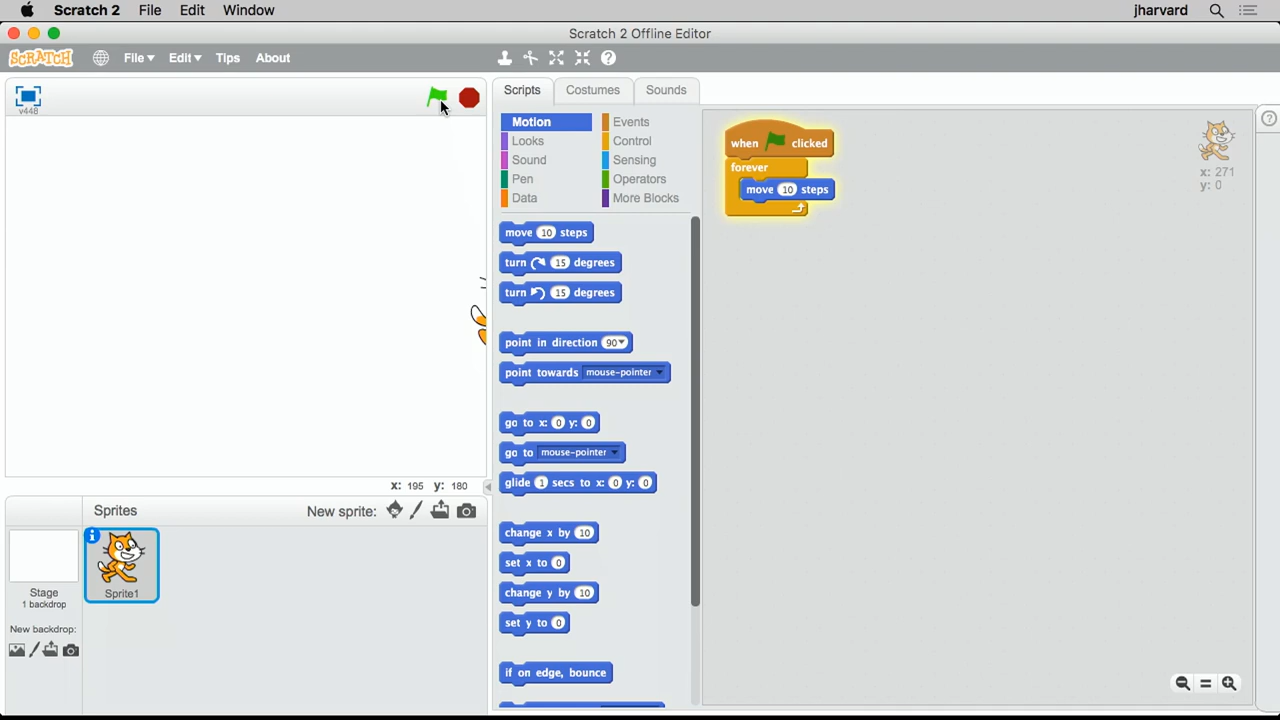 Scratch 2 File Edit Window jharvard
Scratch 2 Offline Editor
SCRATCH File Edit Tips About
v448
Scripts Costumes Sounds
Motion Events
Looks Control
Sound Sensing
Pen Operators
Data More Blocks
move 10 steps
turn 15 degrees
turn 15 degrees
point in direction 90
point towards mouse-pointer
go to x: 0 y: 0
go to mouse-pointer
glide 1 secs to x: 0 y: 0
change x by 10
set x to 0
change y by 10
set y to 0
if on edge, bounce
when clicked
forever
move 10 steps
x: 271
y: 0
x: 195 y: 180
Sprites New sprite:
Sprite1
Stage
1 backdrop
New backdrop: